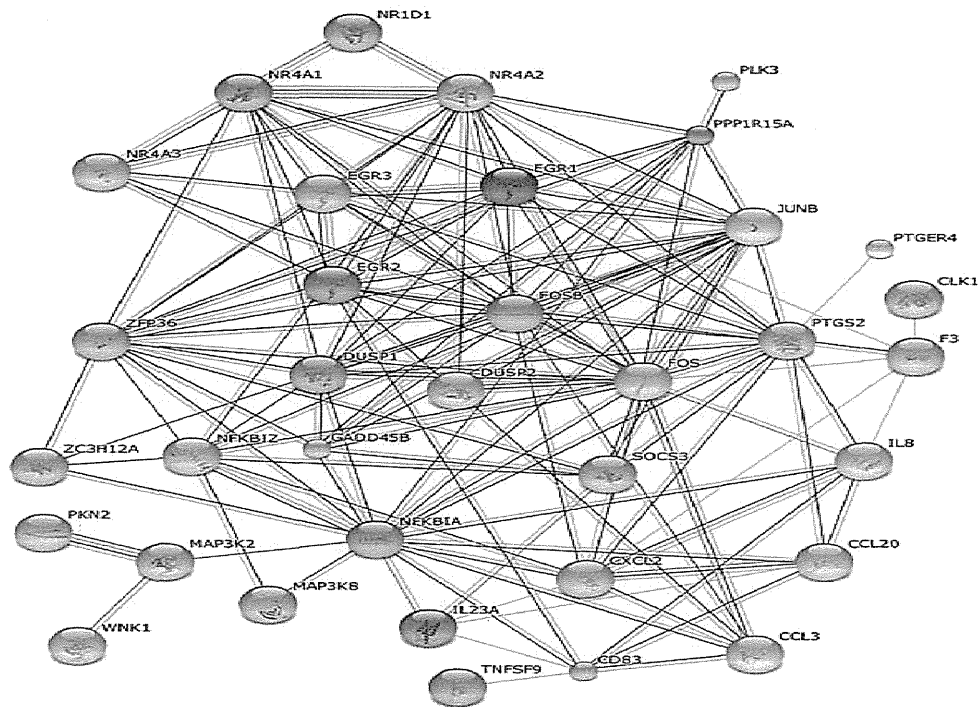 NR1D1
NR4A1
NR4A2
PLK3
PPP1R15A
NR4A3
EGR3
EGR1
JUNB
PTGER4
EGR2
CLK1
FOSB
ZFP36
PTGS2
F3
DUSP1
DUSP2
FOS
ZC3H12A
NFKBIZ
GADD45B
SOCS3
IL8
PKN2
NFKBIA
MAP3K2
CXCL2
CCL20
MAP3K8
IL23A
WNK1
CCL3
TNFSF9
CD83